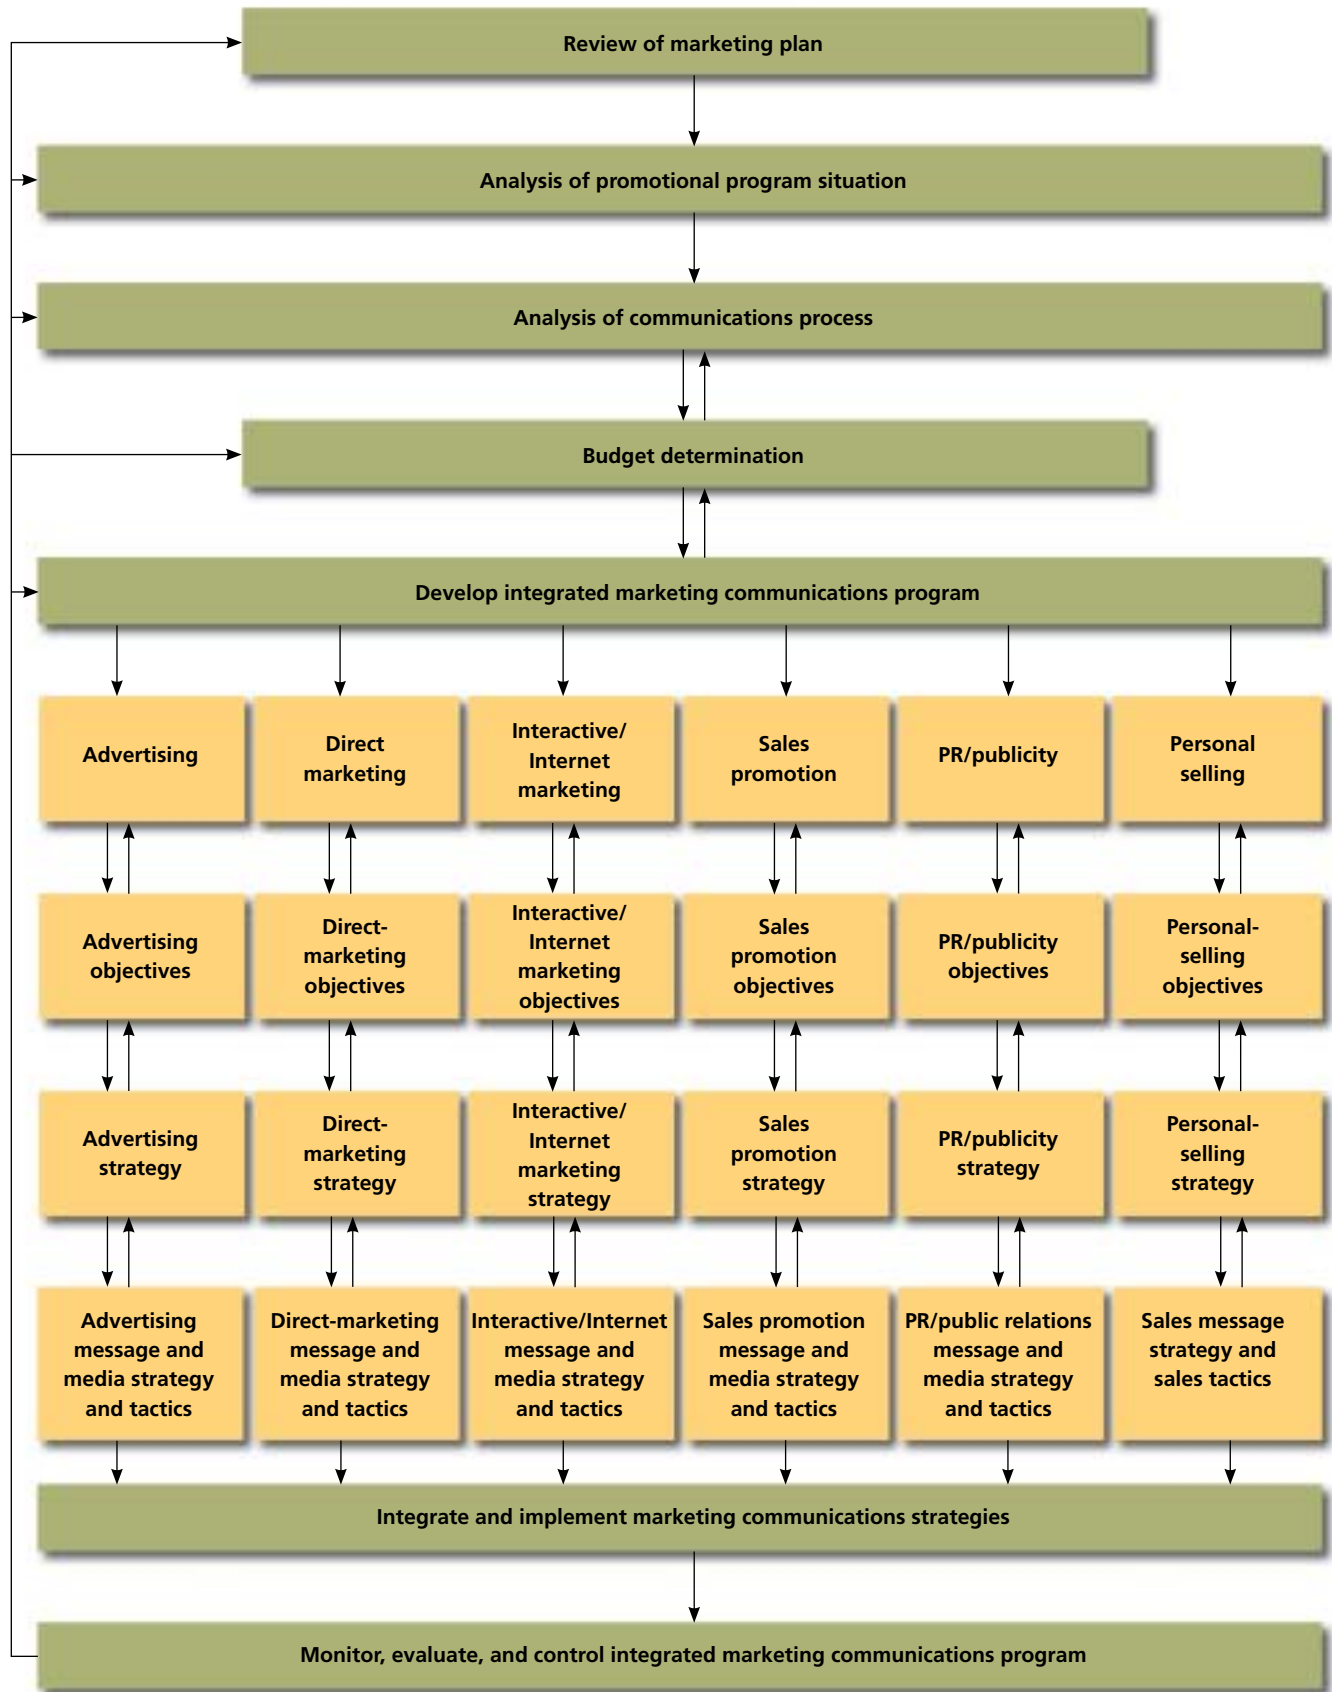 Review of marketing plan
Analysis of promotional program situation
Analysis of communications process
Budget determination
Develop integrated marketing communications program
Advertising
Direct
marketing
Interactive/
Internet
marketing
Sales
promotion
PR/publicity
Personal
selling
Advertising
objectives
Direct-
marketing
objectives
Interactive/
Internet
marketing
objectives
Sales
promotion
objectives
PR/publicity
objectives
Personal-
selling
objectives
Advertising
strategy
Direct-
marketing
strategy
Interactive/
Internet
marketing
strategy
Sales
promotion
strategy
PR/publicity
strategy
Personal-
selling
strategy
Advertising
message and
media strategy
and tactics
Direct-marketing
message and
media strategy
and tactics
Interactive/Internet
message and
media strategy
and tactics
Sales promotion
message and
media strategy
and tactics
PR/public relations
message and
media strategy
and tactics
Sales message
strategy and
sales tactics
Integrate and implement marketing communications strategies
Monitor, evaluate, and control integrated marketing communications program